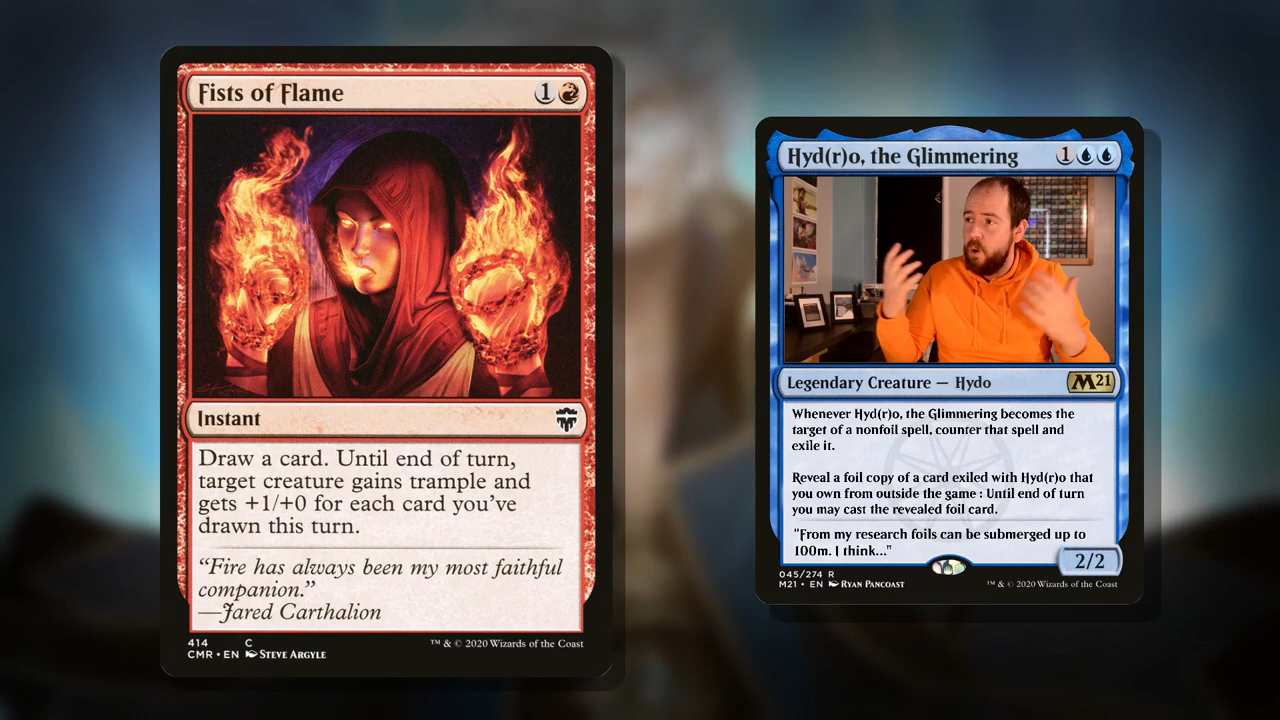 Fists of Flame
1
Instant
Draw a card. Until end of turn,
target creature gains trample and
gets +1/+0 for each card you've
drawn this turn.
“Fire has always been my most faithful
companion.”
—Jared Carthalion
414 C
CMR • EN STEVE ARGYLE
™ & © 2020 Wizards of the Coast
Hyd(r)o, the Glimmering
1
Legendary Creature — Hydo
M21
Whenever Hyd(r)o, the Glimmering becomes the
target of a nonfoil spell, counter that spell and
exile it.
Reveal a foil copy of a card exiled with Hyd(r)o that
you own from outside the game : Until end of turn
you may cast the revealed foil card.
"From my research foils can be submerged up to
100m. I think..."
2/2
045/274 R
M21 • EN RYAN PANCOAST
™ & © 2020 Wizards of the Coast